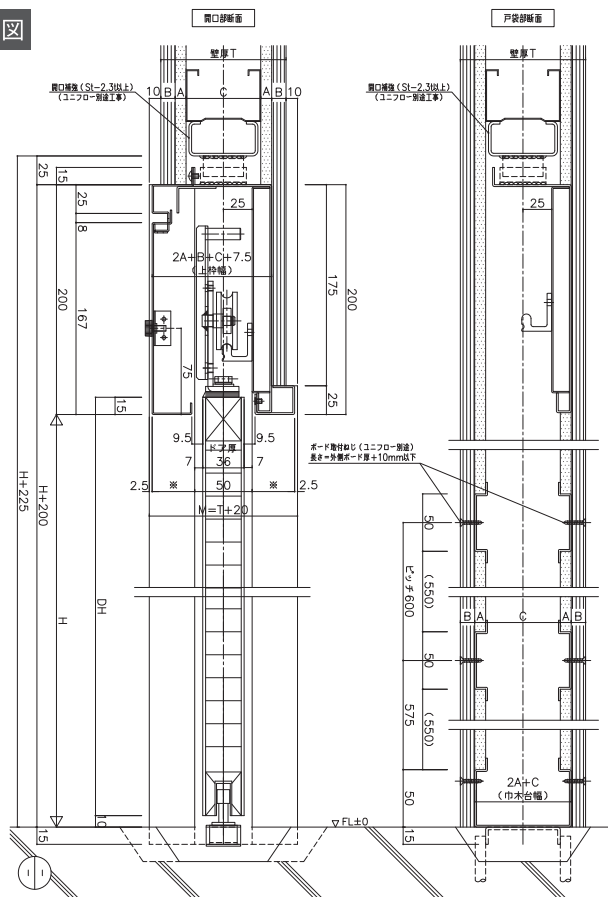 図
開口部断面
戸袋部断面
壁厚T
壁厚T
10 B A C A B 10
開口補強(St-2.3t以上)
(ユニフロー別途工事)
開口補強(St-2.3t以上)
(ユニフロー別途工事)
25
15
25
8
200
167
25
25
2A+B+C+7.5
(上枠幅)
175
200
75
25
15
9.5
ドア厚
9.5
7 36 7
2.5 ※ 50 ※ 2.5
M=T+20
ボード取付ねじ(ユニフロー別途)
長さ=外側ボード厚+10mm以下
H+225
H+200
H
DH
50
ピッチ600
(550)
B A C A B
50
575
(550)
2A+C
(巾木台幅)
50
10
15
FL±0
15